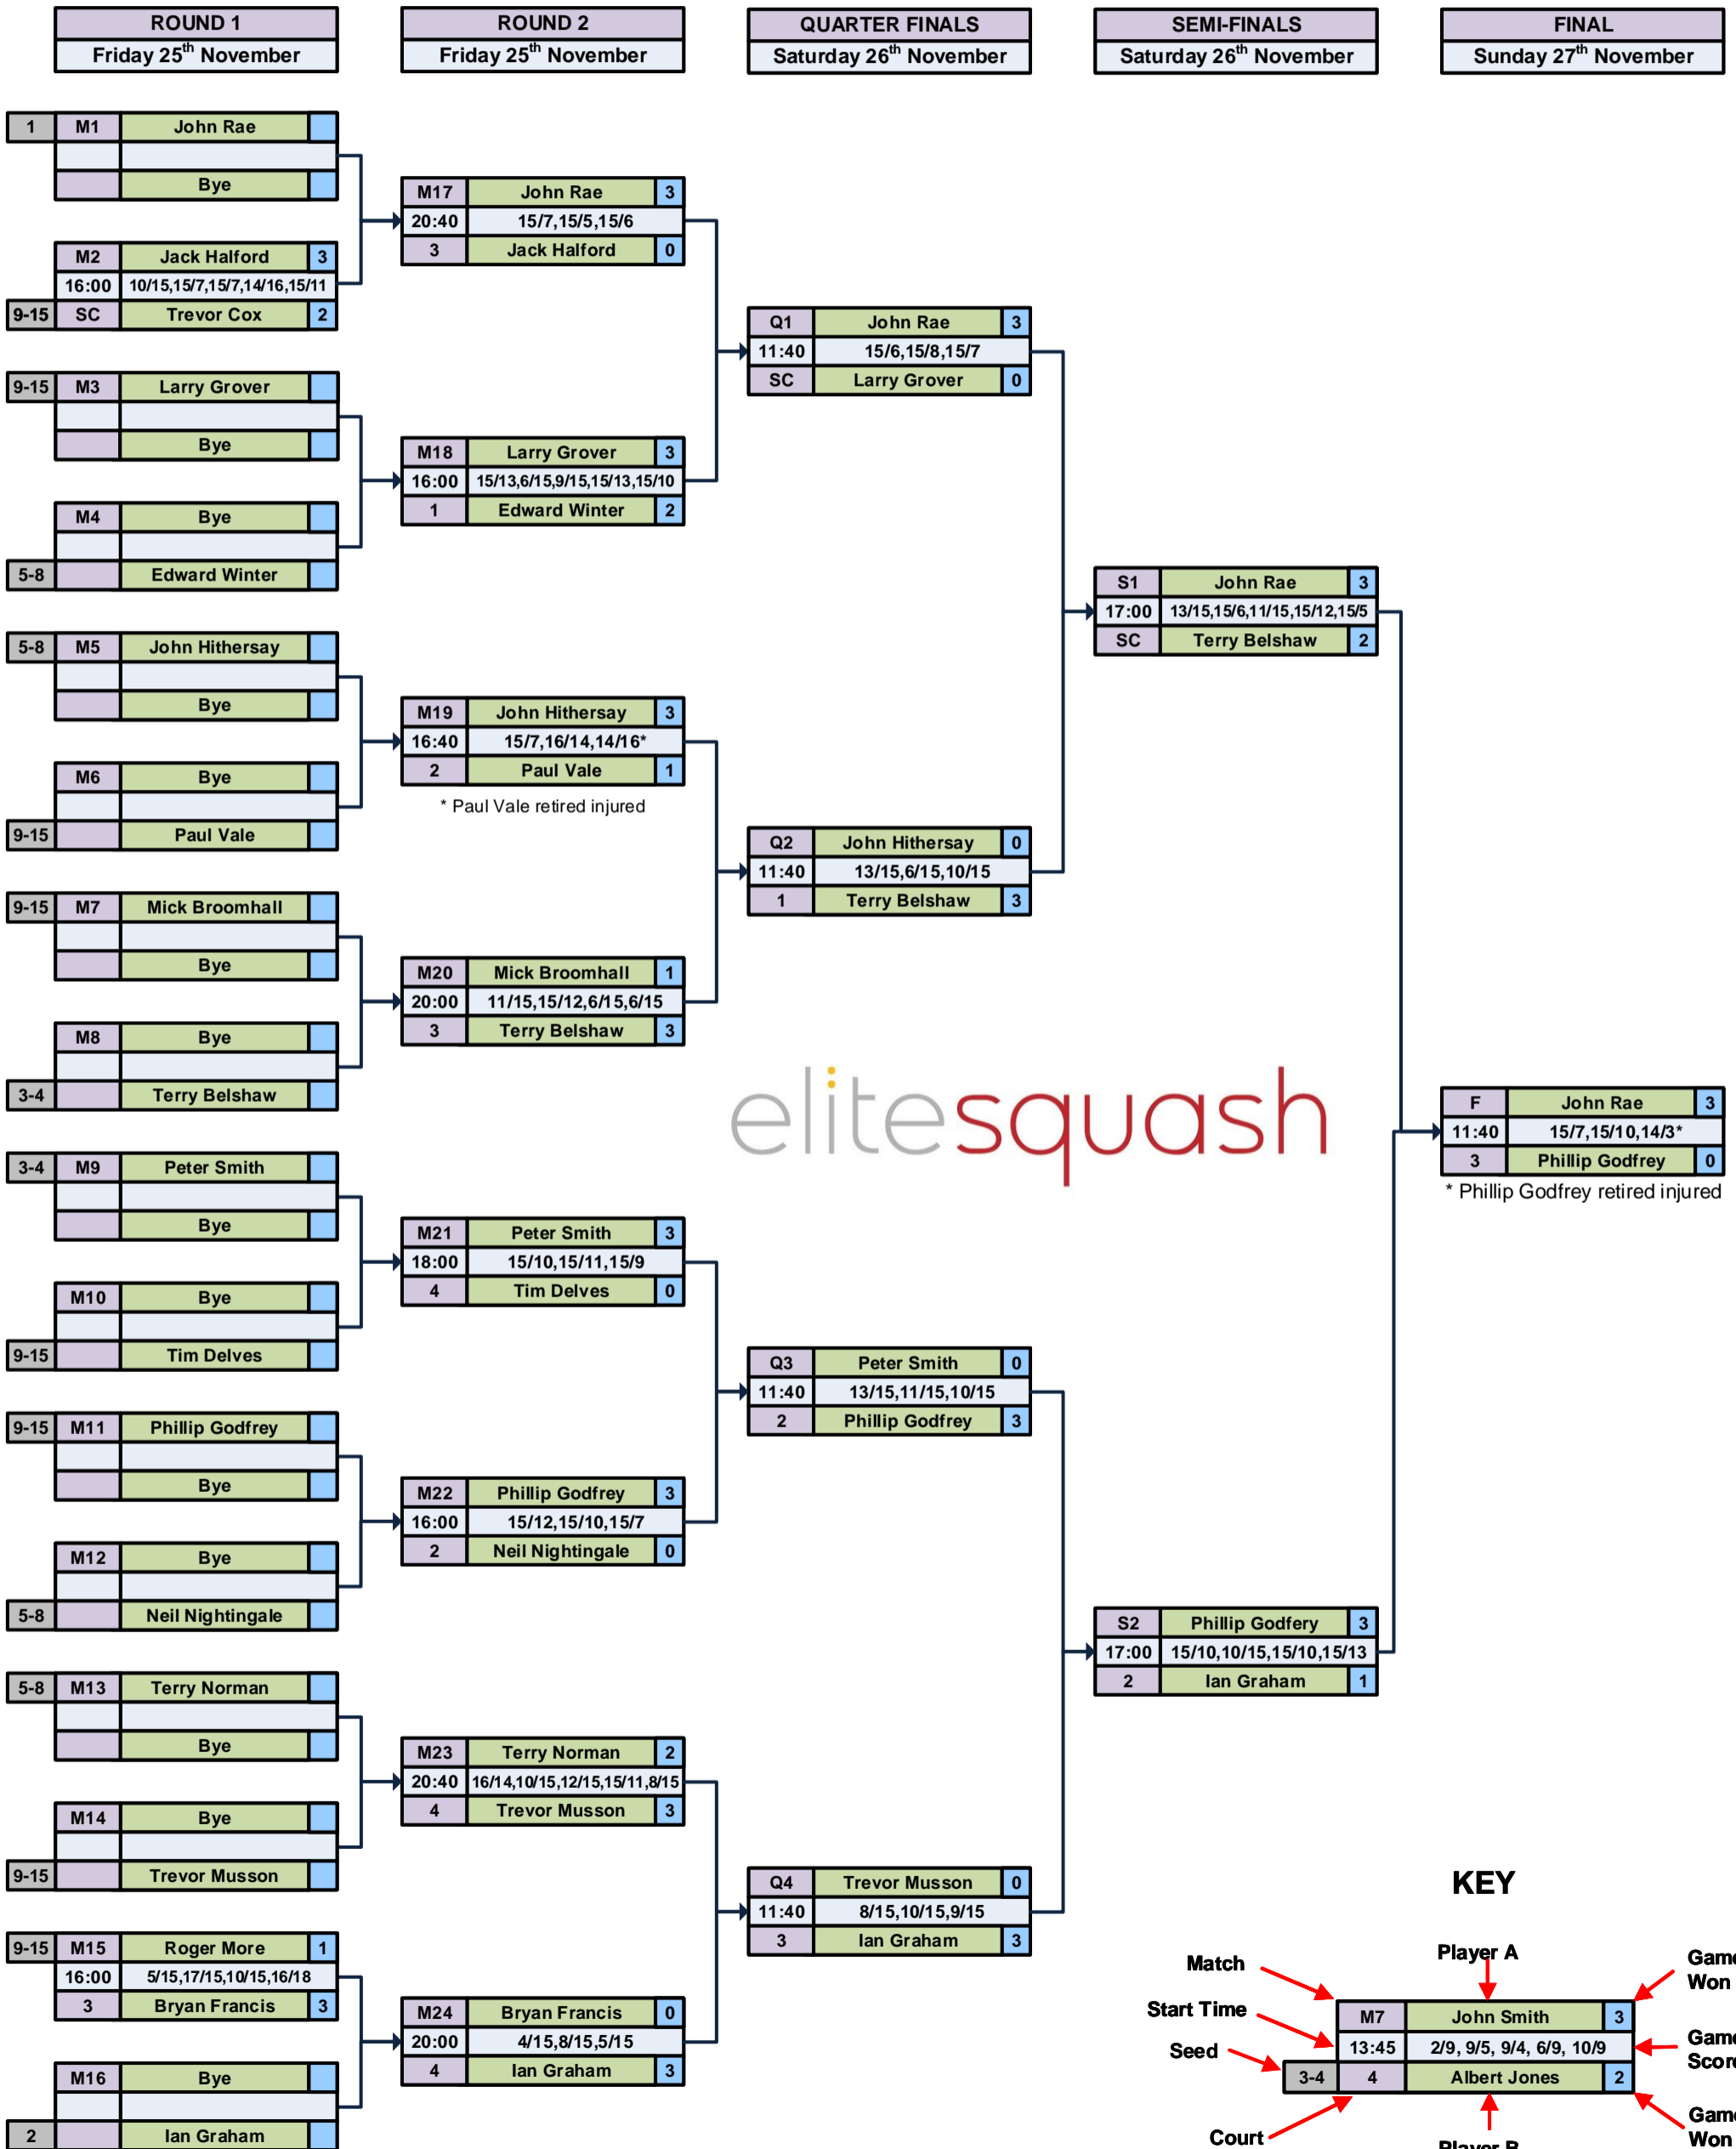 ROUND 1
Friday 25th November
ROUND 2
Friday 25th November
QUARTER FINALS
Saturday 26th November
SEMI-FINALS
Saturday 26th November
FINAL
Sunday 27th November
1 M1 John Rae
Bye
M2 Jack Halford 3
16:00 10/15,15/7,15/7,14/16,15/11
9-15 SC Trevor Cox 2
9-15 M3 Larry Grover
Bye
M4 Bye
5-8 Edward Winter
5-8 M5 John Hithersay
Bye
M6 Bye
9-15 Paul Vale
9-15 M7 Mick Broomhall
Bye
M8 Bye
3-4 Terry Belshaw
3-4 M9 Peter Smith
Bye
M10 Bye
9-15 Tim Delves
9-15 M11 Phillip Godfrey
Bye
M12 Bye
5-8 Neil Nightingale
5-8 M13 Terry Norman
Bye
M14 Bye
9-15 Trevor Musson
9-15 M15 Roger More 1
16:00 5/15,17/15,10/15,16/18
3 Bryan Francis 3
M16 Bye
2 Ian Graham
M17 John Rae 3
20:40 15/7,15/5,15/6
3 Jack Halford 0
M18 Larry Grover 3
16:00 15/13,6/15,9/15,15/13,15/10
1 Edward Winter 2
M19 John Hithersay 3
16:40 15/7,16/14,14/16*
2 Paul Vale 1
* Paul Vale retired injured
M20 Mick Broomhall 1
20:00 11/15,15/12,6/15,6/15
3 Terry Belshaw 3
M21 Peter Smith 3
18:00 15/10,15/11,15/9
4 Tim Delves 0
M22 Phillip Godfrey 3
16:00 15/12,15/10,15/7
2 Neil Nightingale 0
M23 Terry Norman 2
20:40 16/14,10/15,12/15,15/11,8/15
4 Trevor Musson 3
M24 Bryan Francis 0
20:00 4/15,8/15,5/15
4 Ian Graham 3
Q1 John Rae 3
11:40 15/6,15/8,15/7
SC Larry Grover 0
Q2 John Hithersay 0
11:40 13/15,6/15,10/15
1 Terry Belshaw 3
elitesquash
Q3 Peter Smith 0
11:40 13/15,11/15,10/15
2 Phillip Godfrey 3
Q4 Trevor Musson 0
11:40 8/15,10/15,9/15
3 Ian Graham 3
S1 John Rae 3
17:00 13/15,15/6,11/15,15/12,15/5
SC Terry Belshaw 2
S2 Phillip Godfery 3
17:00 15/10,10/15,15/10,15/13
2 Ian Graham 1
F John Rae 3
11:40 15/7,15/10,14/3*
3 Phillip Godfrey 0
* Phillip Godfrey retired injured
KEY
Match
Player A
Start Time
Seed
Court
M7 John Smith 3
13:45 2/9, 9/5, 9/4, 6/9, 10/9
3-4 4 Albert Jones 2
Won
Won